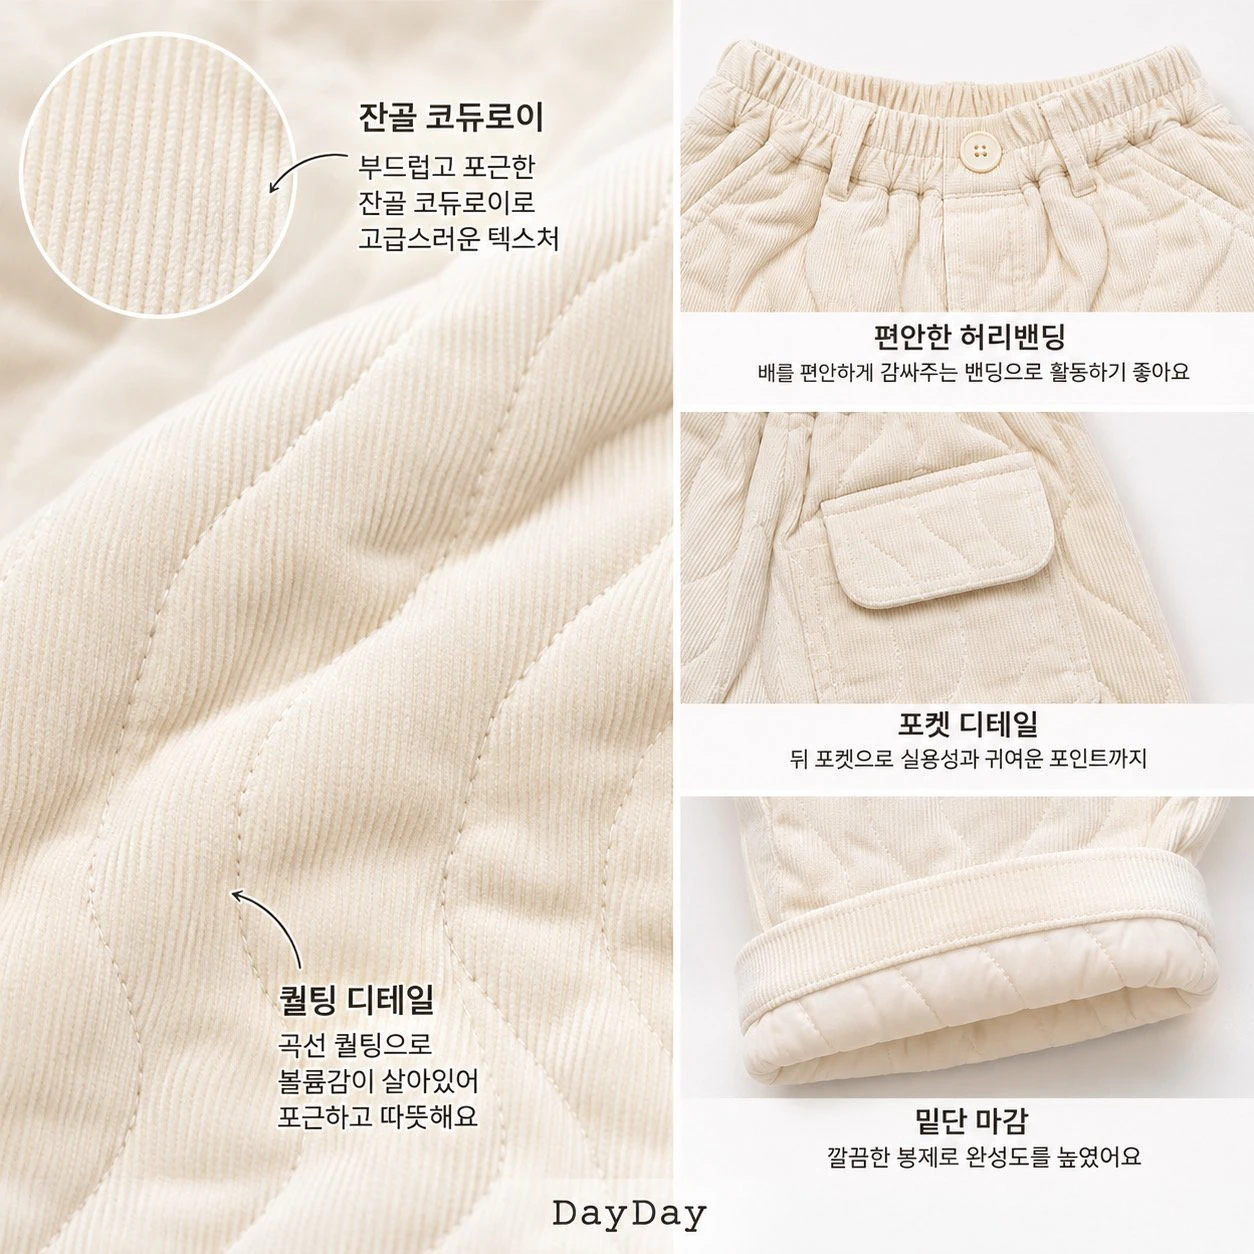 잔골 코듀로이
부드럽고 포근한
잔골 코듀로이로
고급스러운 텍스처
퀄팅 디테일
곡선 퀄팅으로
볼륨감이 살아있어
포근하고 따뜻해요
편안한 허리밴딩
배를 편안하게 감싸주는 밴딩으로 활동하기 좋아요
포켓 디테일
뒤 포켓으로 실용성과 귀여운 포인트까지
밑단 마감
깔끔한 봉제로 완성도를 높였어요
DayDay